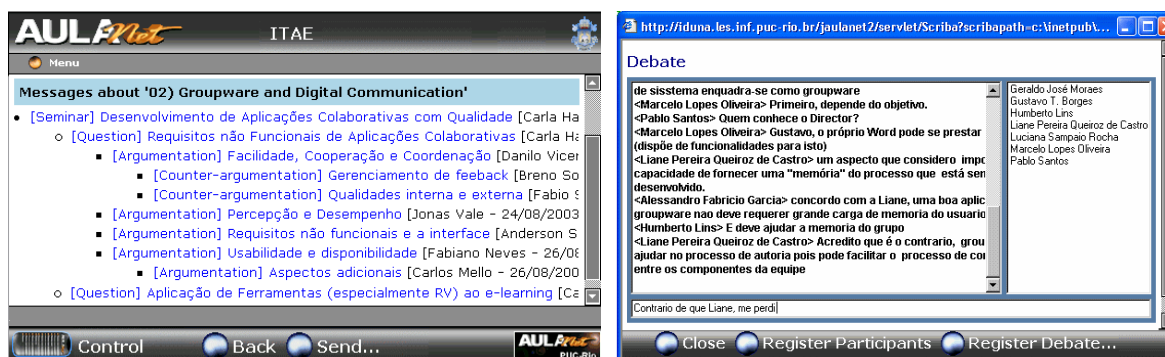 AULANet
ITAE
Menu
Messages about '02) Groupware and Digital Communication'
[Seminar] Desenvolvimento de Aplicações Colaborativas com Qualidade [Carla Ha
[Question] Requisitos não Funcionais de Aplicações Colaborativas [Carla Ha
[Argumentation] Facilidade, Cooperação e Coordenação [Danilo Vicer
[Counter-argumentation] Gerenciamento de feeback [Breno So
[Counter-argumentation] Qualidades interna e externa [Fabio S
[Argumentation] Percepção e Desempenho [Jonas Vale - 24/08/2003
[Argumentation] Requisitos não funcionais e a interface [Anderson S
[Argumentation] Usabilidade e disponibilidade [Fabiano Neves - 26/08
[Argumentation] Aspectos adicionais [Carlos Mello - 26/08/200
[Question] Aplicação de Ferramentas (especialmente RV) ao e-learning [Ca
Control
Back
Send...
AULANet
PUC-Rio
http://iduna.les.inf.puc-rio.br/jaulanet2/servlet/Scriba?scribapath=c:\inetpub\...
Debate
de sisstema enquadra-se como groupware
<Marcelo Lopes Oliveira> Primeiro, depende do objetivo.
<Pablo Santos> Quem conhece o Director?
<Marcelo Lopes Oliveira> Gustavo, o próprio Word pode se prestar
(dispõe de funcionalidades para isto)
<Liane Pereira Queiroz de Castro> um aspecto que considero impo
capacidade de fornecer uma "memória" do processo que está sen
desenvolvido.
<Alessandro Fabricio Garcia> concordo com a Liane, uma boa aplic
groupware nao deve requerer grande carga de memoria do usuario
<Humberto Lins> E deve ajudar a memoria do grupo
<Liane Pereira Queiroz de Castro> Acredito que é o contrario, grou
ajudar no processo de autoria pois pode facilitar o processo de co
entre os componentes da equipe
Geraldo José Moraes
Gustavo T. Borges
Humberto Lins
Liane Pereira Queiroz de Castro
Luciana Sampaio Rocha
Marcelo Lopes Oliveira
Pablo Santos
Contrario de que Liane, me perdi
Close
Register Participants
Register Debate...